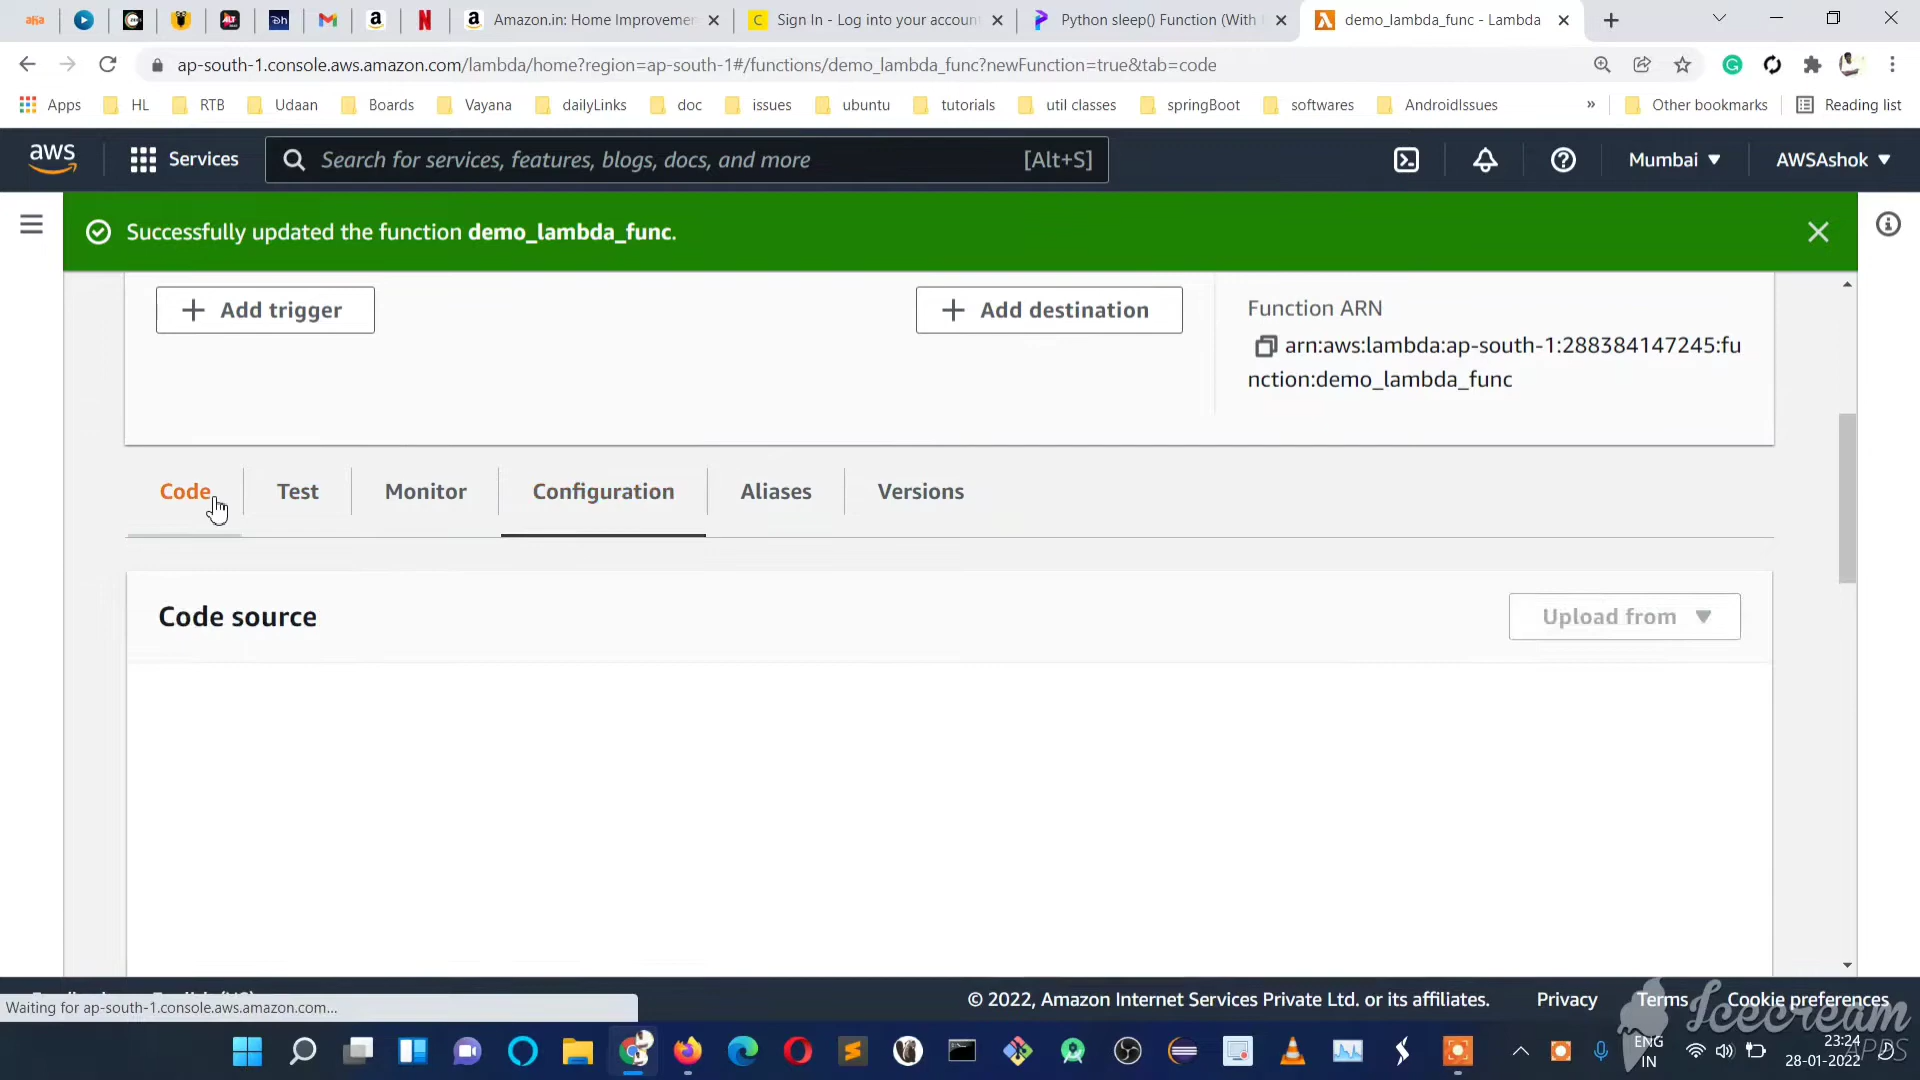 Amazon.in: Home Improvemen
Sign In - Log into your accoun
Python sleep() Function (With
demo_lambda_func - Lambda
ap-south-1.console.aws.amazon.com/lambda/home?region=ap-south-1#/functions/demo_lambda_func?newFunction=true&tab=code
Apps HL RTB Udaan Boards Vayana dailyLinks doc issues ubuntu tutorials util classes springBoot softwares AndroidIssues » Other bookmarks Reading list
aws Services Search for services, features, blogs, docs, and more [Alt+S] Mumbai AWSAshok
Successfully updated the function demo_lambda_func.
Add trigger
Add destination
Function ARN
arn:aws:lambda:ap-south-1:288384147245:fu
nction:demo_lambda_func
Code Test Monitor Configuration Aliases Versions
Code source
Upload from
Waiting for ap-south-1.console.aws.amazon.com...
© 2022, Amazon Internet Services Private Ltd. or its affiliates. Privacy Terms Cookie preferences
Icecream
APPS
ENG
IN
23:24
28-01-2022